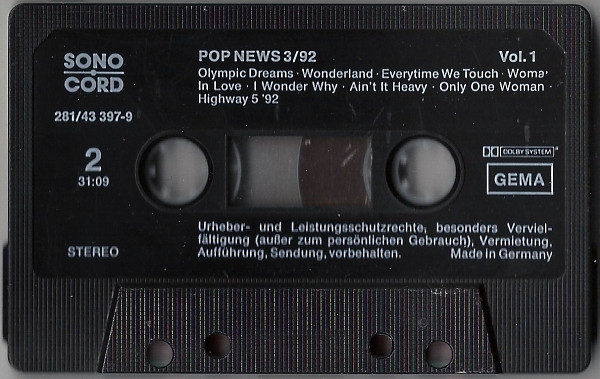 SONO
CORD
POP NEWS 3/92 Vol. 1
Olympic Dreams · Wonderland · Everytime We Touch · Woma
In Love · I Wonder Why · Ain't It Heavy · Only One Woman ·
Highway 5 '92
281/43 397-9
2
31:09
DOLBY SYSTEM
GEMA
Urheber- und Leistungsschutzrechte, besonders Verviel-
fältigung (außer zum persönlichen Gebrauch), Vermietung,
Aufführung, Sendung, vorbehalten. Made in Germany
STEREO